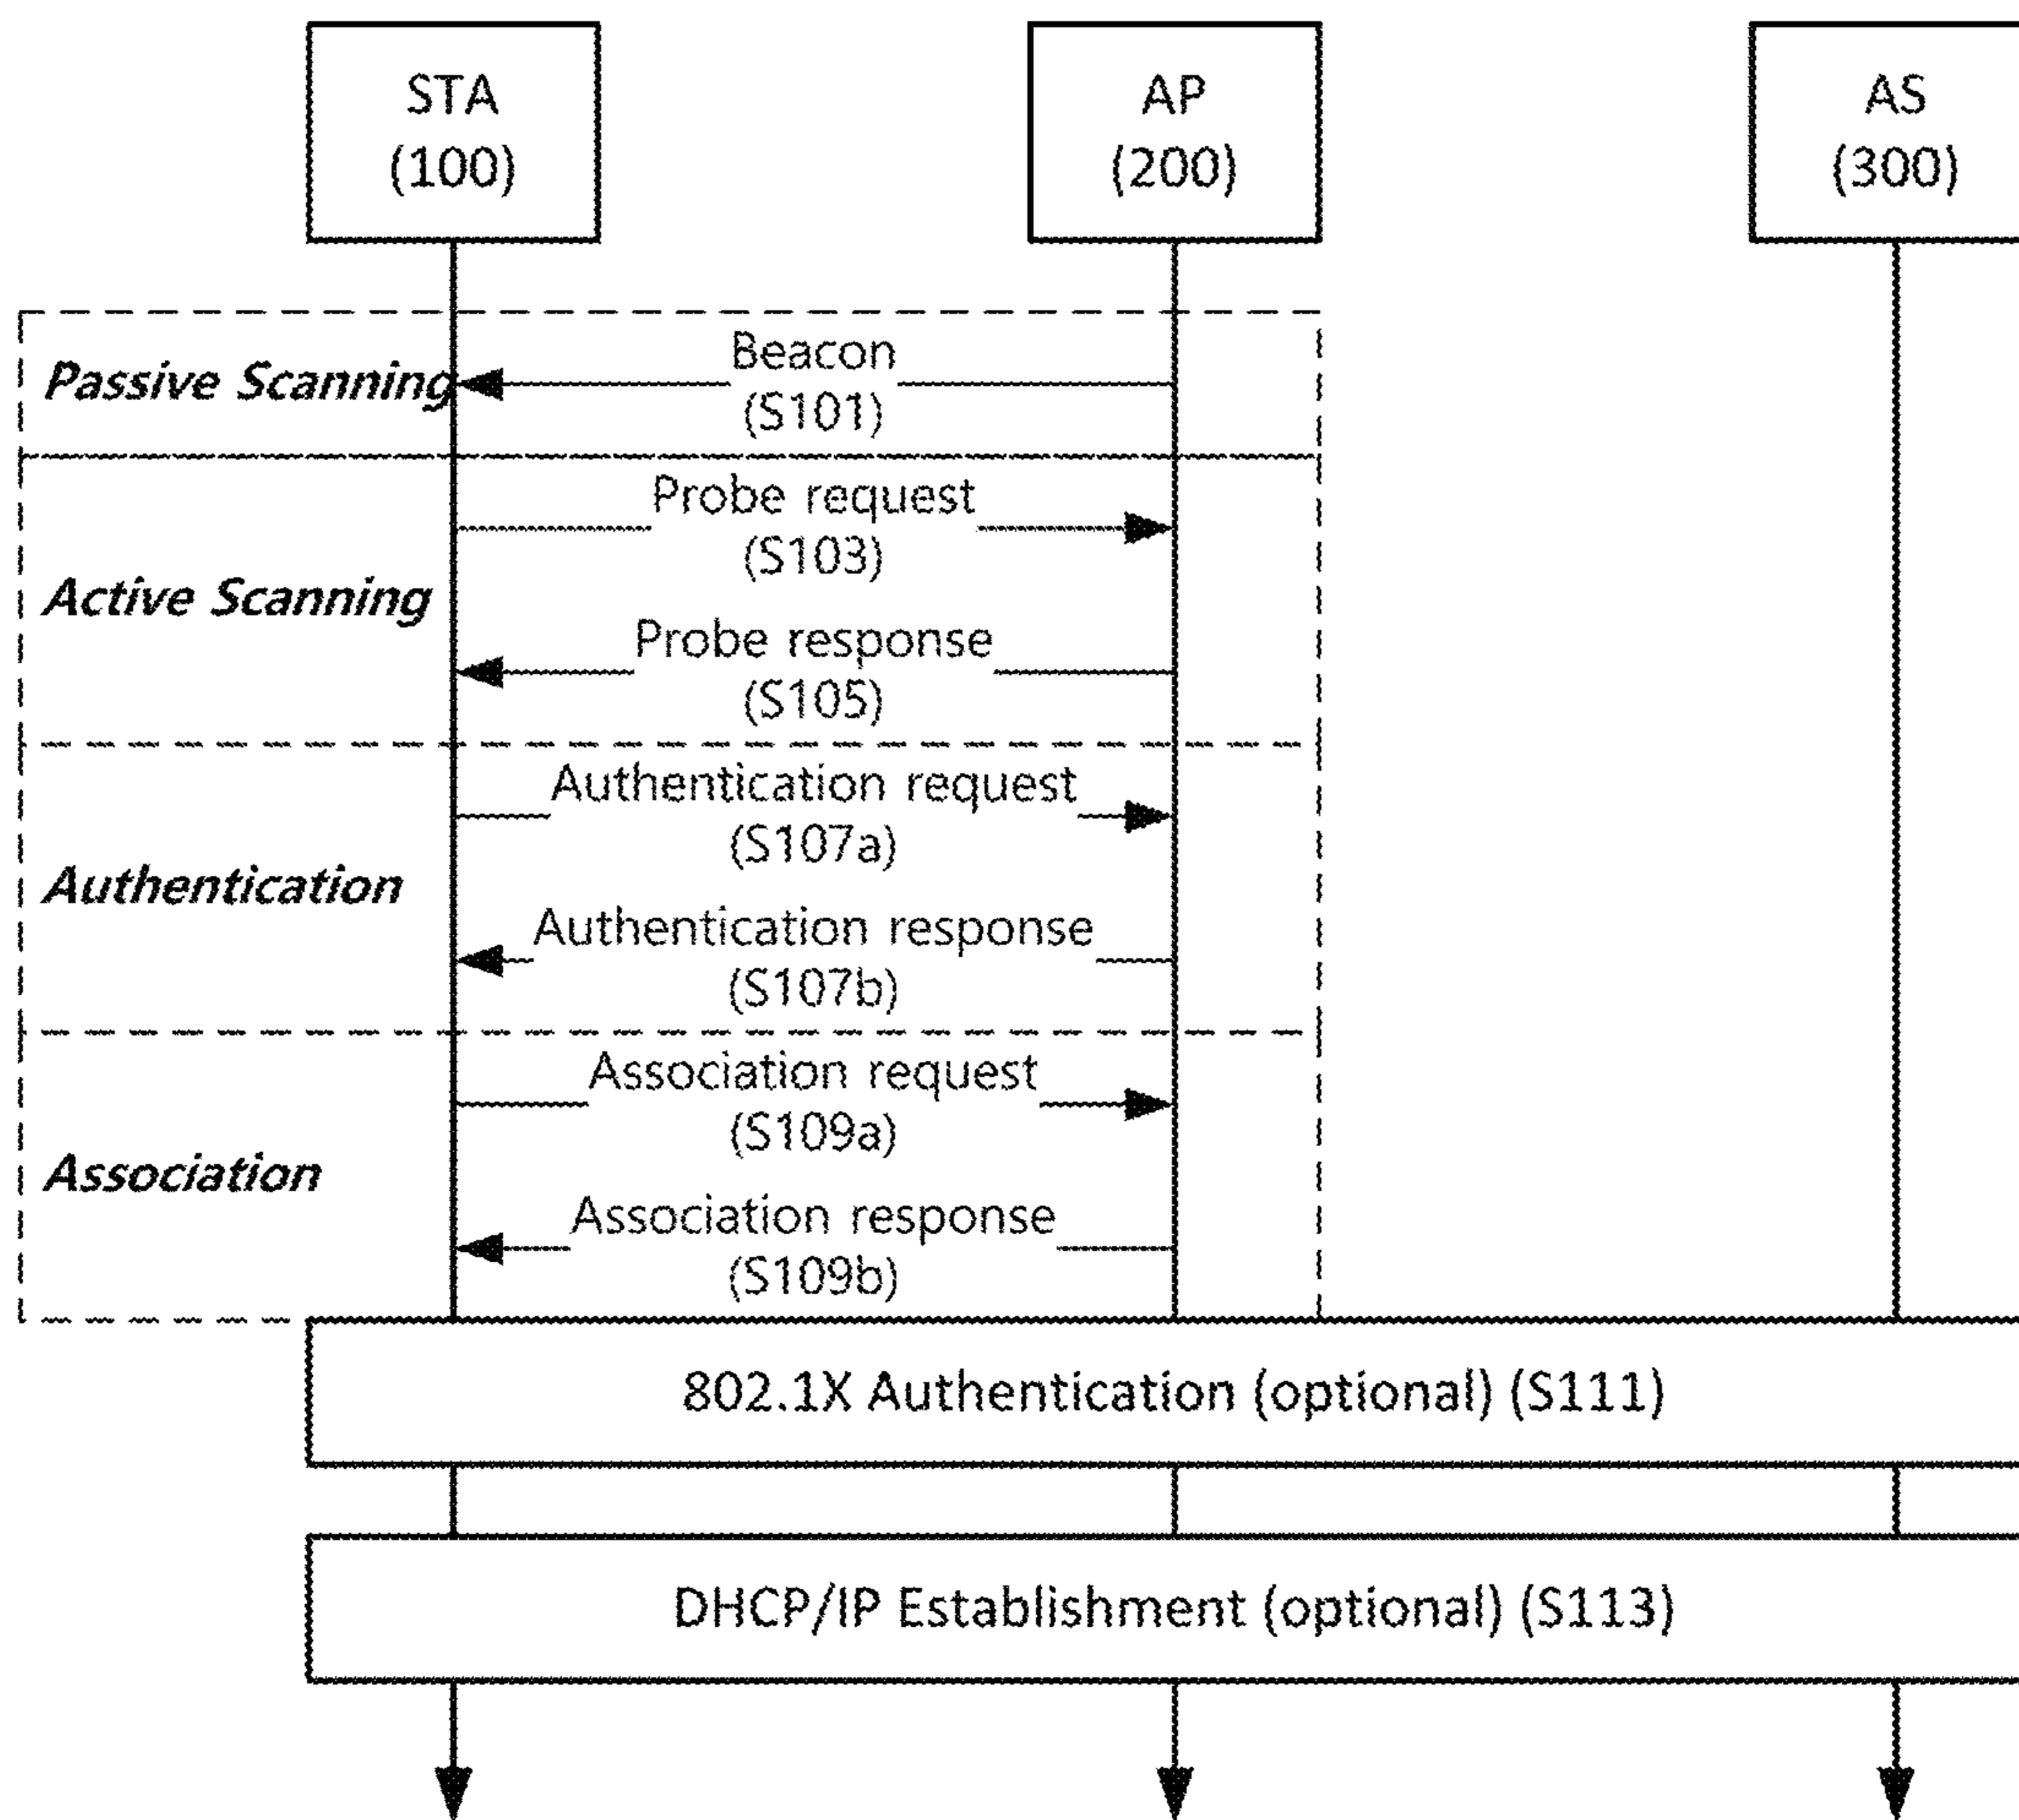 STA
(100)
AP
(200)
AS
(300)
Passive Scanning
Beacon
(S101)
Active Scanning
Probe request
(S103)
Probe response
(S105)
Authentication
Authentication request
(S107a)
Authentication response
(S107b)
Association
Association request
(S109a)
Association response
(S109b)
802.1X Authentication (optional) (S111)
DHCP/IP Establishment (optional) (S113)